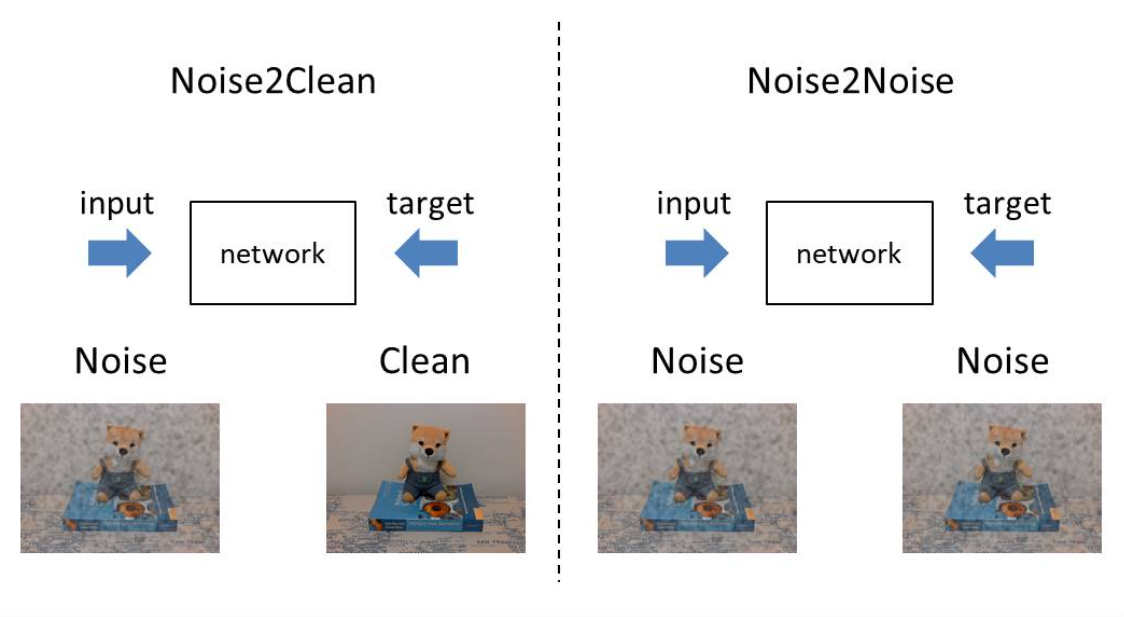 Noise2Clean
input
target
network
Noise
Clean
Noise2Noise
input
target
network
Noise
Noise